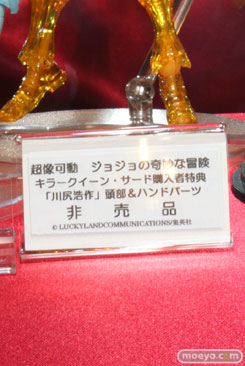 超像可動 ジョジョの奇妙な冒険
キラークイーン・サード購入者特典
「川尻浩作」頭部＆ハンドパーツ
非売品
© LUCKYLANDCOMMUNICATIONS/集英社
moeyo.com